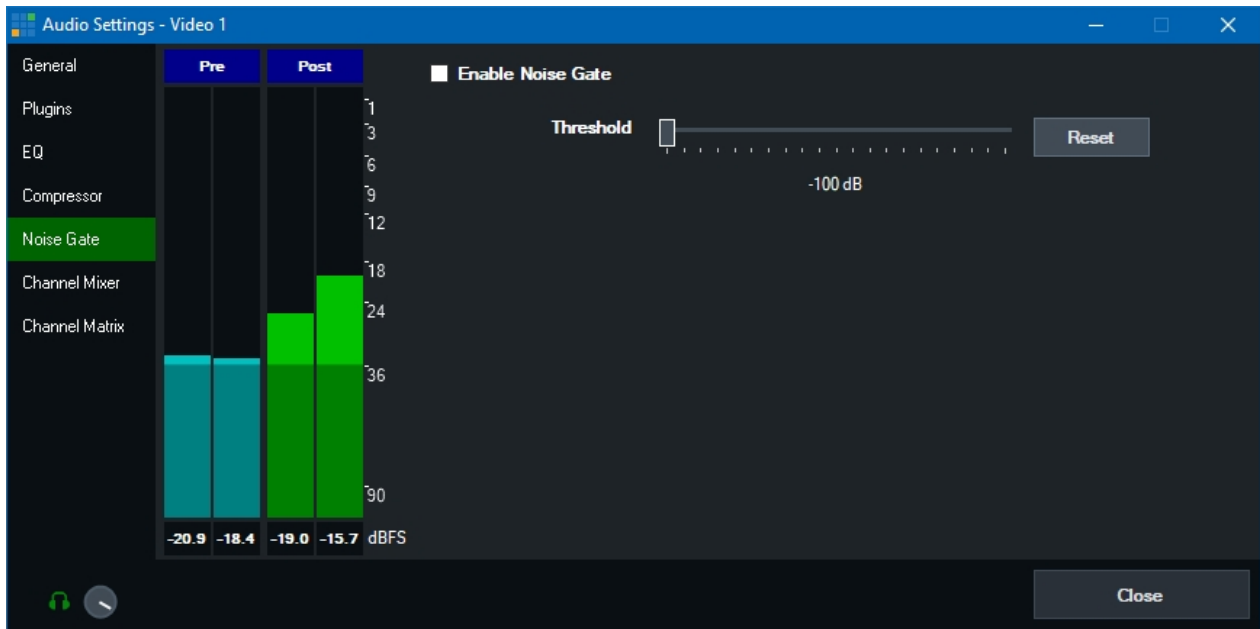 Audio Settings - Video 1
General
Plugins
EQ
Compressor
Noise Gate
Channel Mixer
Channel Matrix
Pre Post
1
3
6
9
12
18
24
36
90
-20.9 -18.4 -19.0 -15.7 dBFS
Enable Noise Gate
Threshold
Reset
-100 dB
Close